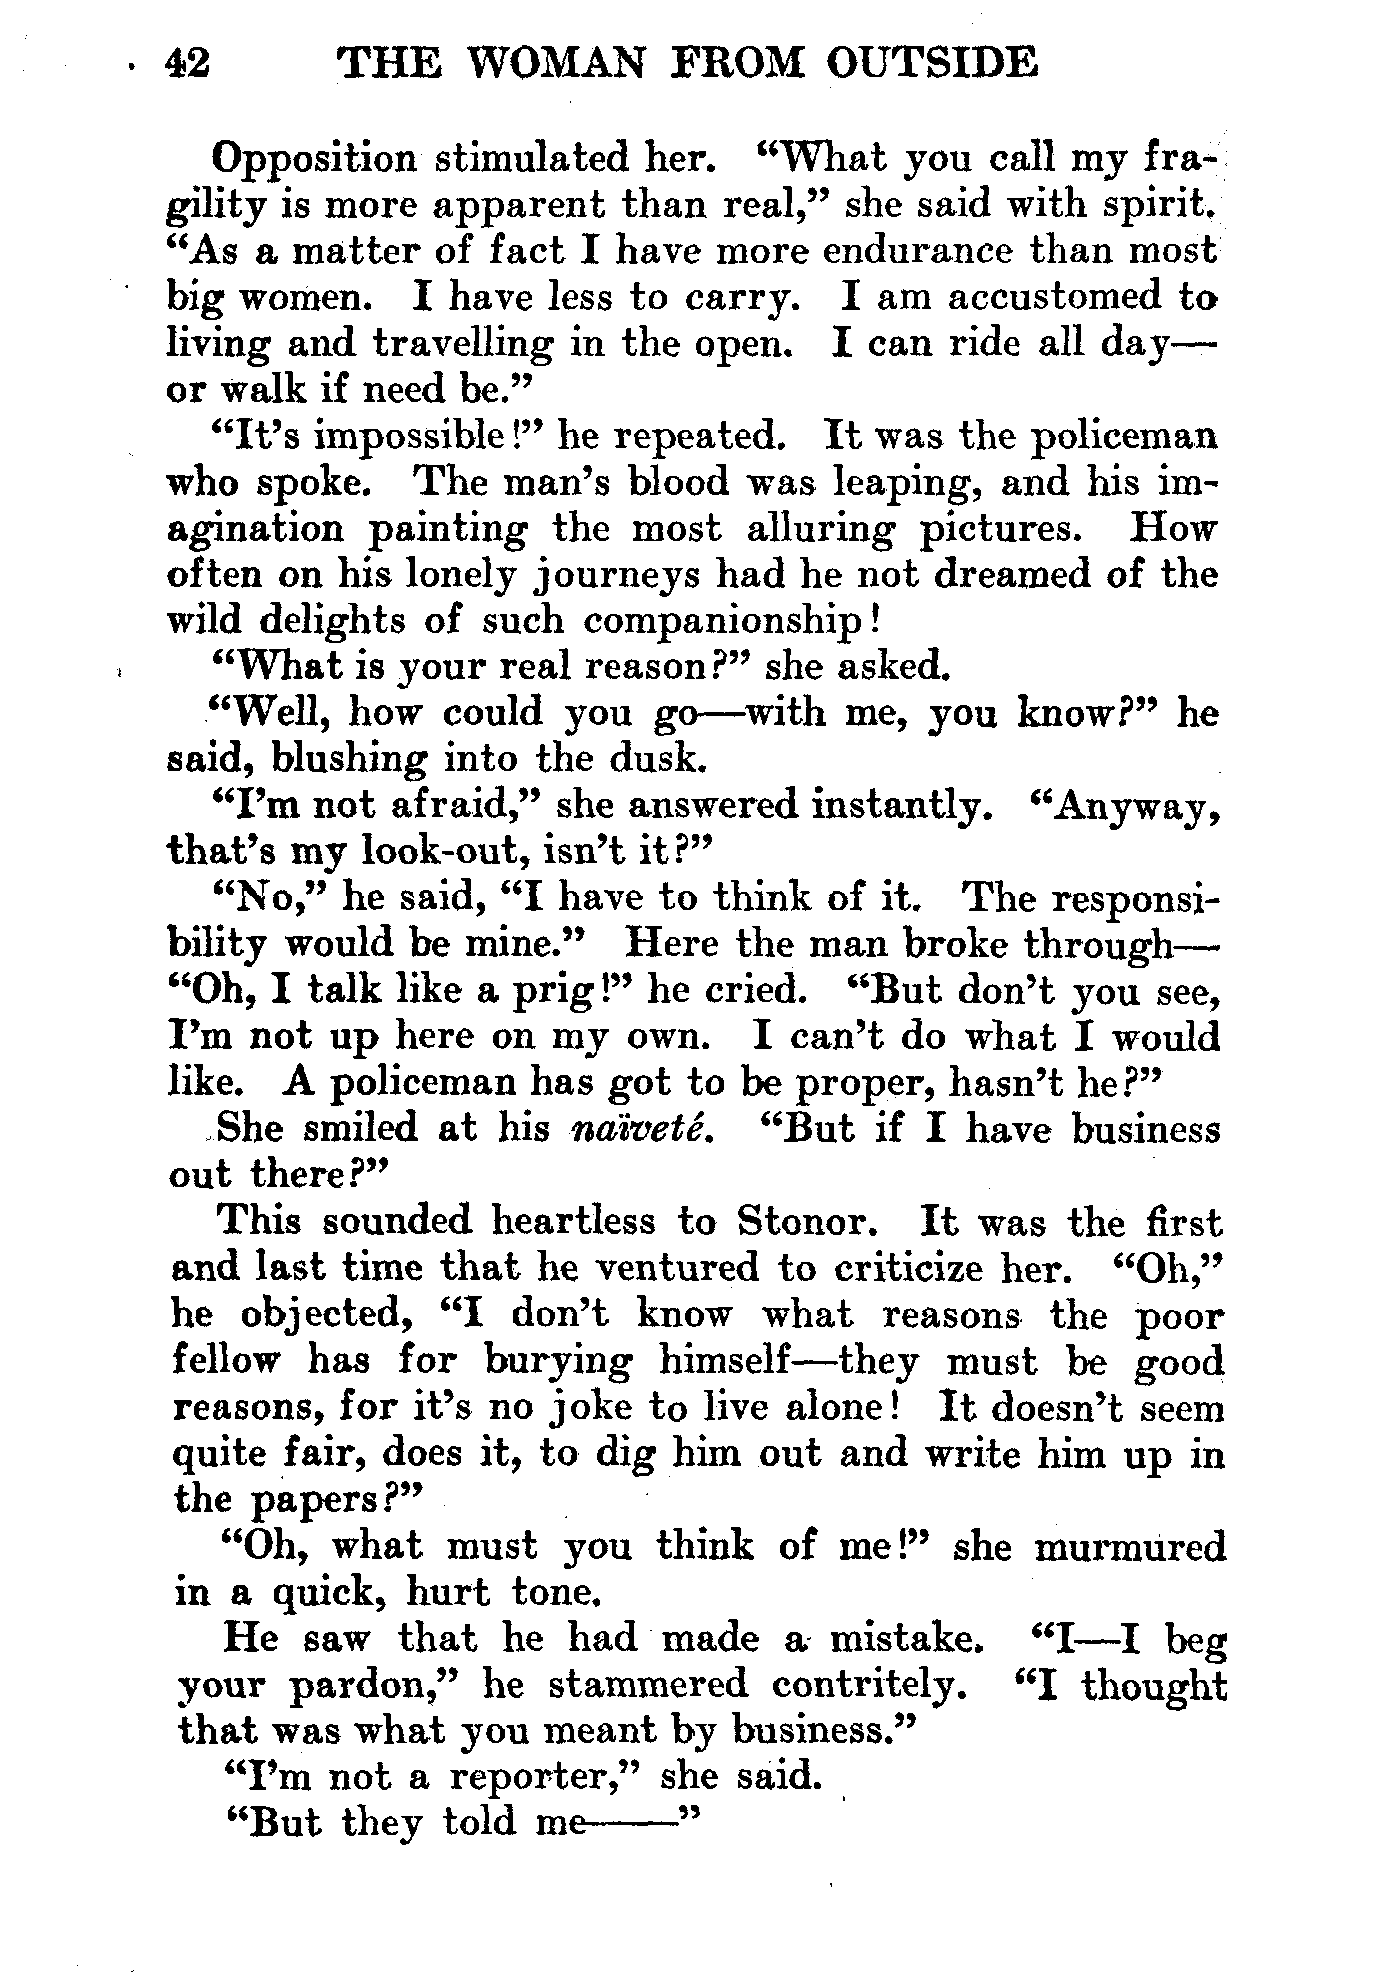 42 THE WOMAN FROM OUTSIDE
Opposition stimulated her. “What you call my fra-
gility is more apparent than real,” she said with spirit.
“As a matter of fact I have more endurance than most
big women. I have less to carry. I am accustomed to
living and travelling in the open. I can ride all day—
or walk if need be.”
“It’s impossible!” he repeated. It was the policeman
who spoke. The man’s blood was leaping, and his im-
agination painting the most alluring pictures. How
often on his lonely journeys had he not dreamed of the
wild delights of such companionship!
“What is your real reason?” she asked.
“Well, how could you go—with me, you know?” he
said, blushing into the dusk.
“I’m not afraid,” she answered instantly. “Anyway,
that’s my look-out, isn’t it?”
“No,” he said, “I have to think of it. The responsi-
bility would be mine.” Here the man broke through—
“Oh, I talk like a prig!” he cried. “But don’t you see,
I’m not up here on my own. I can’t do what I would
like. A policeman has got to be proper, hasn’t he?”
She smiled at his naïveté. “But if I have business
out there?”
This sounded heartless to Stonor. It was the first
and last time that he ventured to criticize her. “Oh,”
he objected, “I don’t know what reasons the poor
fellow has for burying himself—they must be good
reasons, for it’s no joke to live alone! It doesn’t seem
quite fair, does it, to dig him out and write him up in
the papers?”
“Oh, what must you think of me!” she murmured
in a quick, hurt tone.
He saw that he had made a mistake. “I—I beg
your pardon,” he stammered contritely. “I thought
that was what you meant by business.”
“I’m not a reporter,” she said.
“But they told me——”